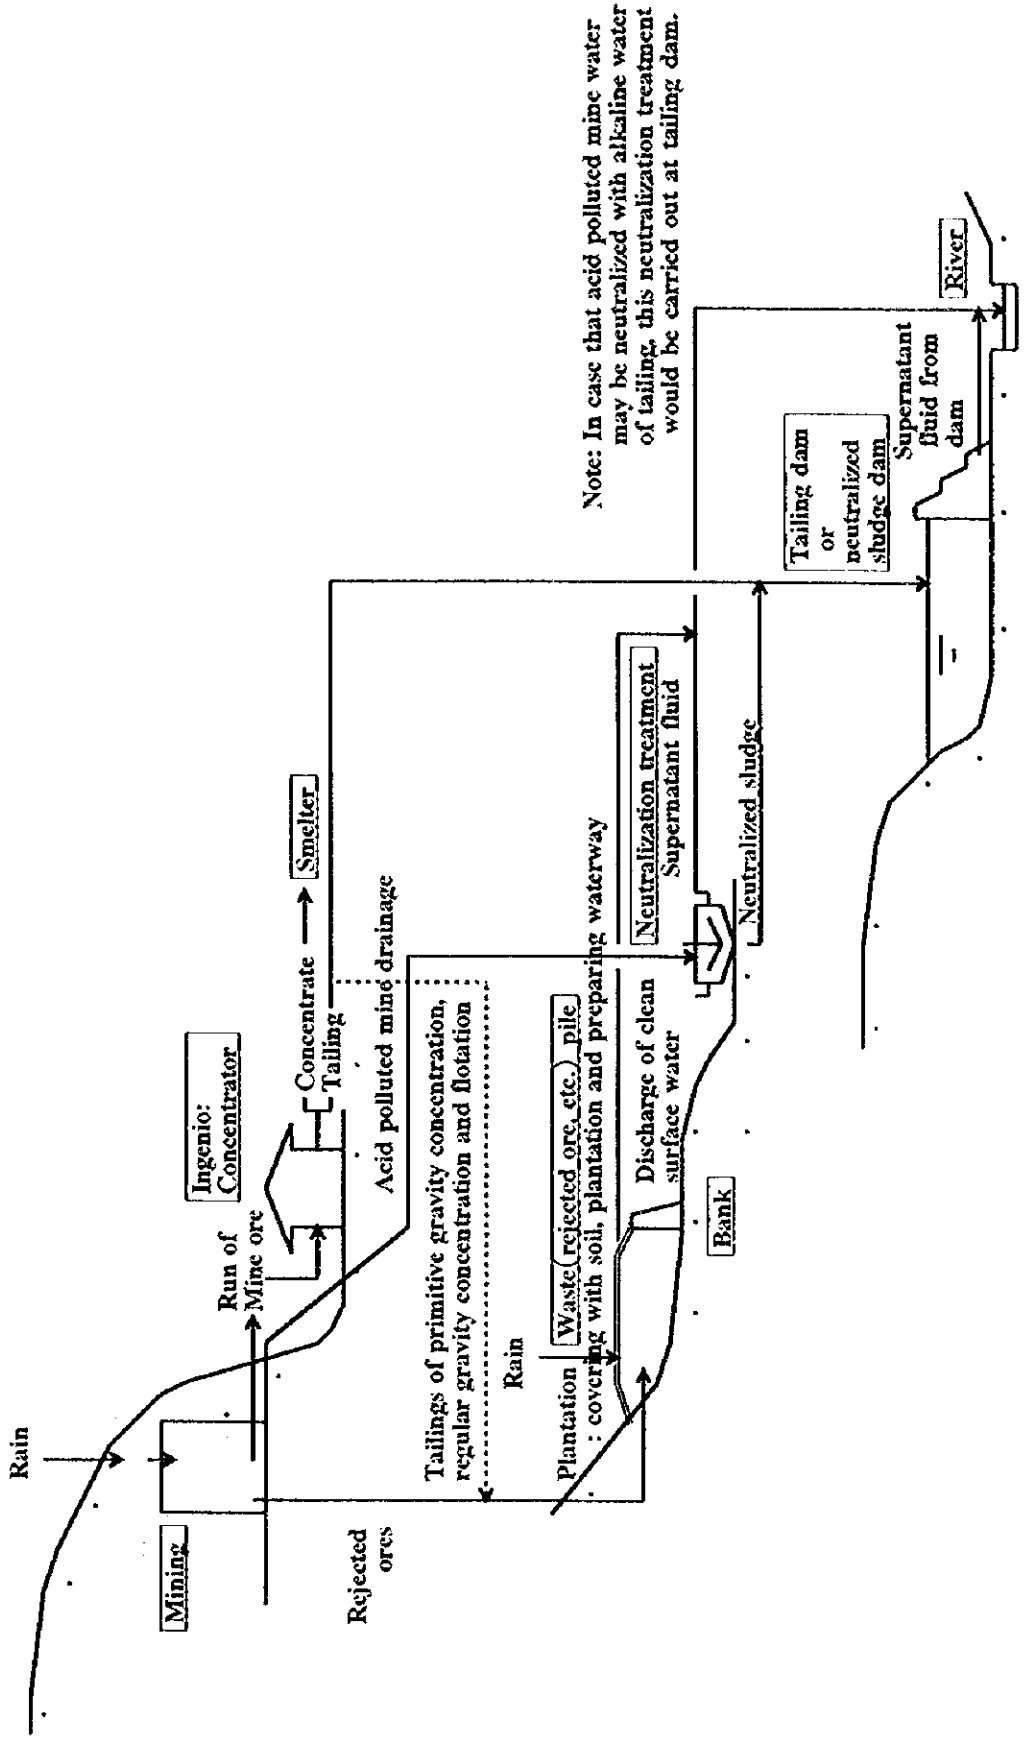 Rain
Mining
Run of
Mine ore
Ingenio:
Concentrator
Concentrate
Tailing
Smelter
Acid polluted mine drainage
Rejected
ores
Tailings of primitive gravity concentration,
regular gravity concentration and flotation
Rain
Plantation
Waste (rejected ore, etc.) pile
: covering with soil, plantation and preparing waterway
Discharge of clean
surface water
Bank
Neutralization treatment
Supernatant fluid
Neutralized sludge
Note: In case that acid polluted mine water
may be neutralized with alkaline water
of tailing, this neutralization treatment
would be carried out at tailing dam.
Tailing dam
or
neutralized
sludge dam
Supernatant
fluid from
dam
River